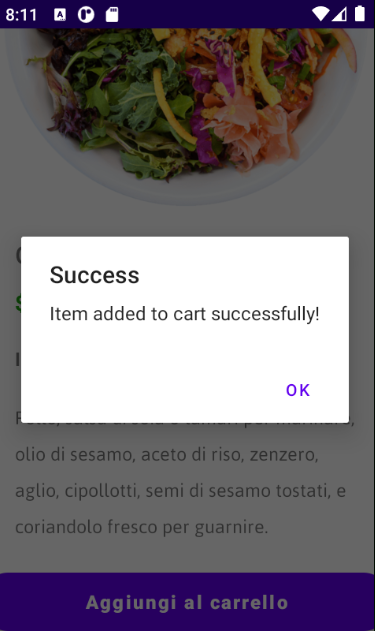 8:11
Success
Item added to cart successfully!
OK
olio di sesamo, aceto di riso, zenzero,
aglio, cipollotti, semi di sesamo tostati, e
coriandolo fresco per guarnire.
Aggiungi al carrello